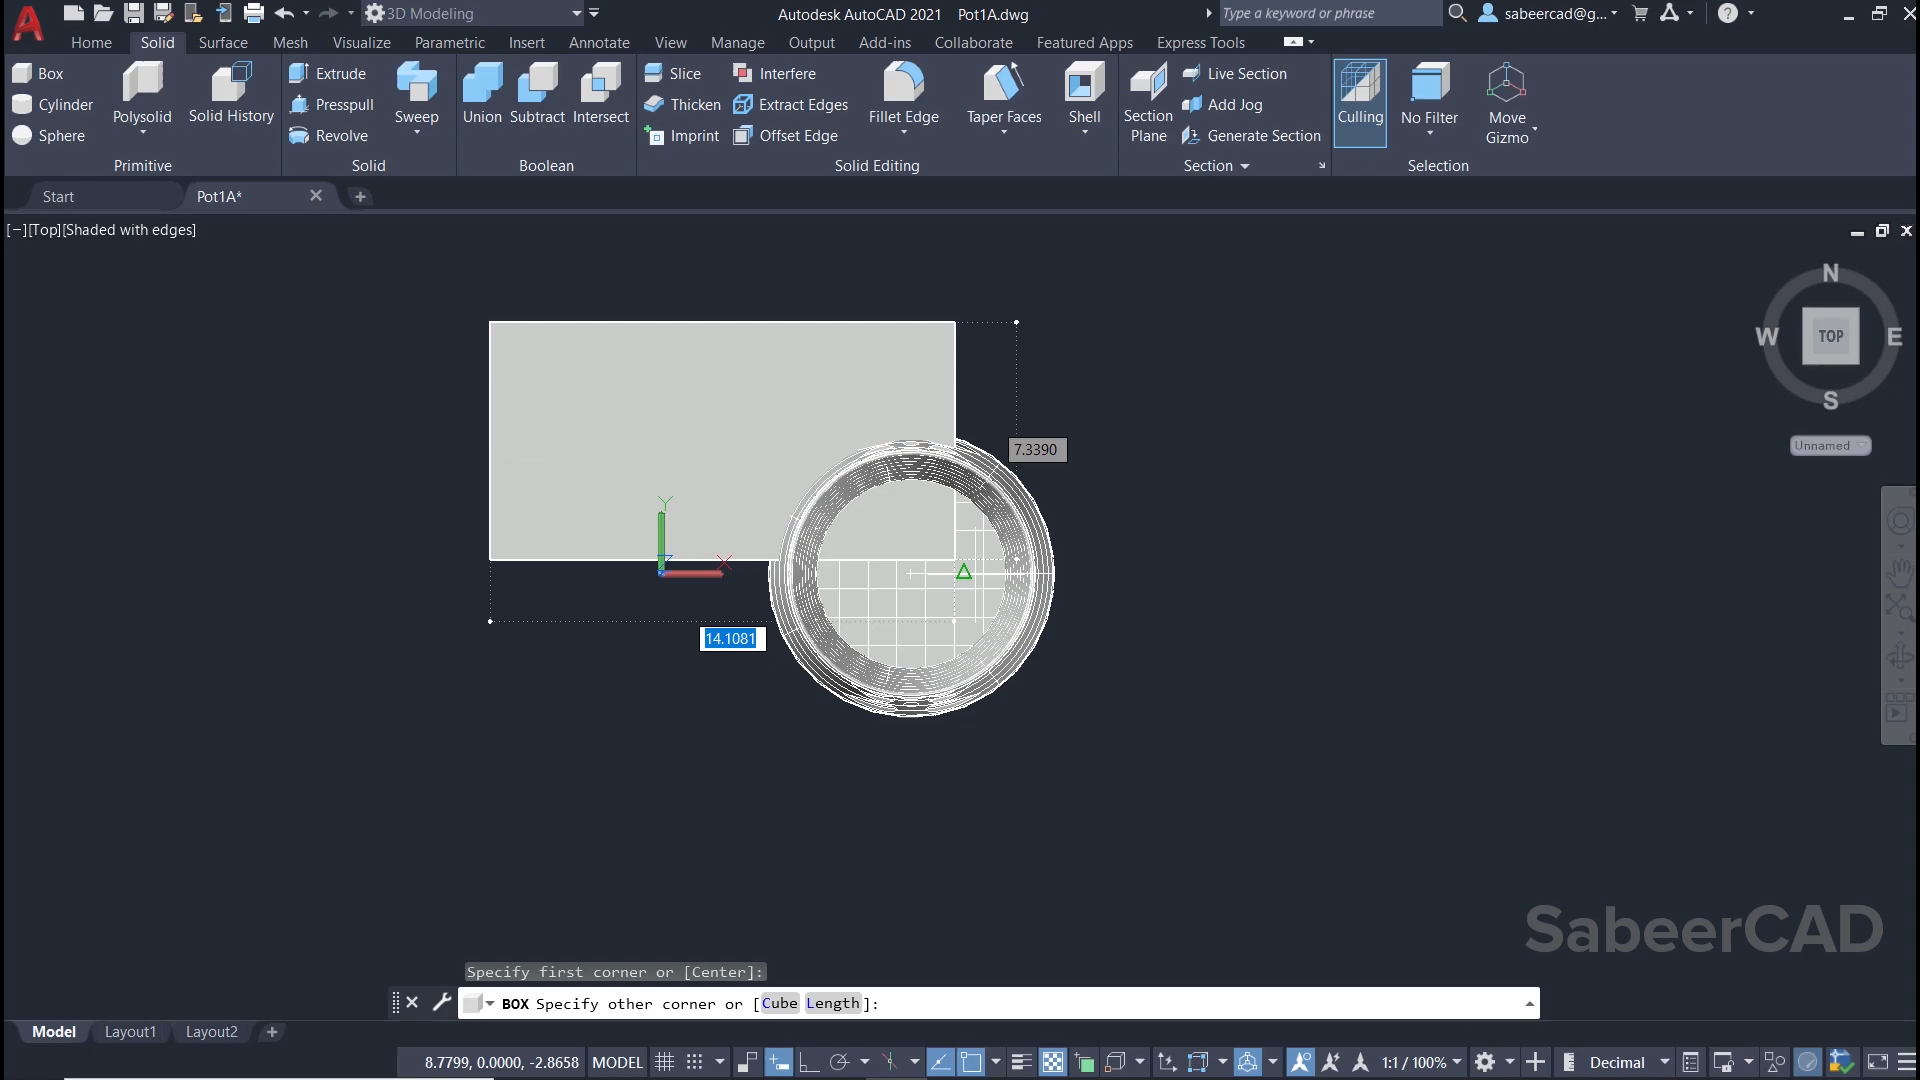 3D Modeling
Autodesk AutoCAD 2021 Pot1A.dwg
Type a keyword or phrase
sabeercad@g...
Home Solid Surface Mesh Visualize Parametric Insert Annotate View Manage Output Add-ins Collaborate Featured Apps Express Tools
Box
Cylinder
Sphere
Polysolid
Solid History
Primitive
Extrude
Presspull
Revolve
Sweep
Solid
Union
Subtract
Intersect
Boolean
Slice
Thicken
Imprint
Interfere
Extract Edges
Offset Edge
Fillet Edge
Taper Faces
Shell
Solid Editing
Section
Plane
Live Section
Add Jog
Generate Section
Section
Culling
No Filter
Move
Gizmo
Selection
Start
Pot1A*
[−][Top][Shaded with edges]
N
W TOP E
S
Unnamed
7.3390
Y
X
14.1081
SabeerCAD
Specify first corner or [Center]:
BOX Specify other corner or [Cube Length]:
Model Layout1 Layout2
8.7799, 0.0000, -2.8658 MODEL
1:1 / 100%
Decimal